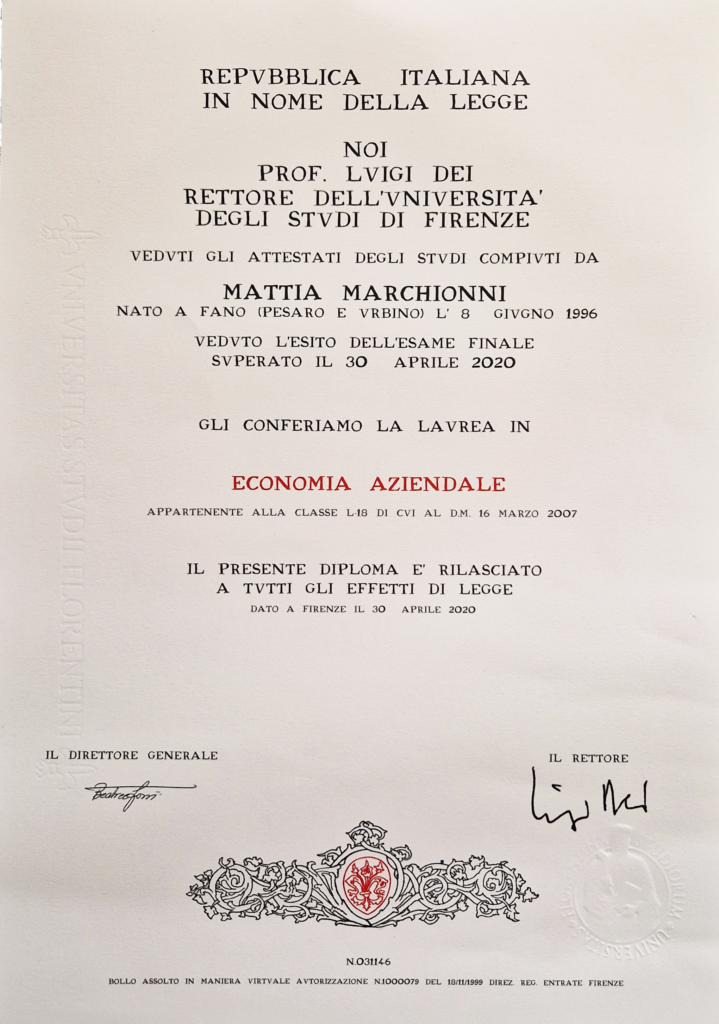 REPVBBLICA ITALIANA
IN NOME DELLA LEGGE
NOI
PROF. LVIGI DEI
RETTORE DELL'VNIVERSITA'
DEGLI STVDI DI FIRENZE
VEDVTI GLI ATTESTATI DEGLI STVDI COMPIVTI DA
MATTIA MARCHIONNI
NATO A FANO (PESARO E VRBINO) L' 8 GIVGNO 1996
VEDVTO L'ESITO DELL'ESAME FINALE
SVPERATO IL 30 APRILE 2020
GLI CONFERIAMO LA LAVREA IN
ECONOMIA AZIENDALE
APPARTENENTE ALLA CLASSE L-18 DI CVI AL D.M. 16 MARZO 2007
IL PRESENTE DIPLOMA E' RILASCIATO
A TVTTI GLI EFFETTI DI LEGGE
DATO A FIRENZE IL 30 APRILE 2020
VNIVERSITAS STVDII FLORENTINI
IL DIRETTORE GENERALE
IL RETTORE
Luigi Dei
N.031146
BOLLO ASSOLTO IN MANIERA VIRTVALE AVTORIZZAZIONE N.1000079 DEL 18/11/1999 DIREZ. REG. ENTRATE FIRENZE